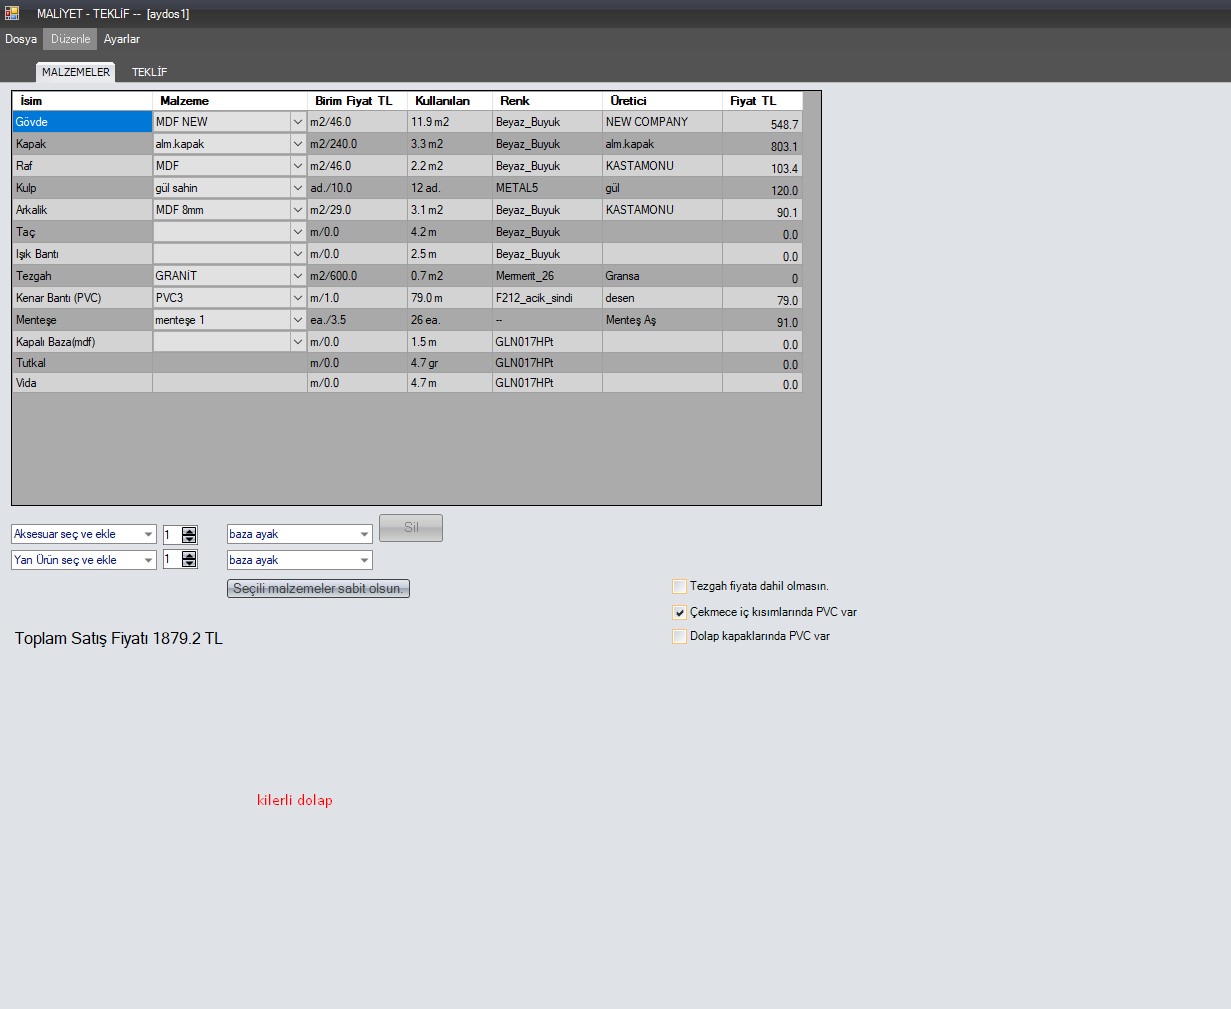 MALİYET - TEKLİF -- [aydos1]
Dosya Düzenle Ayarlar
MALZEMELER TEKLİF
İsim Malzeme Birim Fiyat TL Kullanılan Renk Üretici Fiyat TL
Gövde MDF NEW m2/46.0 11.9 m2 Beyaz_Buyuk NEW COMPANY 548.7
Kapak alm.kapak m2/240.0 3.3 m2 Beyaz_Buyuk alm.kapak 803.1
Raf MDF m2/46.0 2.2 m2 Beyaz_Buyuk KASTAMONU 103.4
Kulp gül sahin ad./10.0 12 ad. METAL5 gül 120.0
Arkalik MDF 8mm m2/29.0 3.1 m2 Beyaz_Buyuk KASTAMONU 90.1
Taç m/0.0 4.2 m Beyaz_Buyuk 0.0
Işık Bantı m/0.0 2.5 m Beyaz_Buyuk 0.0
Tezgah GRANİT m2/600.0 0.7 m2 Mermerit_26 Gransa 0
Kenar Bantı (PVC) PVC3 m/1.0 79.0 m F212_acik_sindi desen 79.0
Menteşe menteşe 1 ea./3.5 26 ea. -- Menteş Aş 91.0
Kapalı Baza(mdf) m/0.0 1.5 m GLN017HPt 0.0
Tutkal m/0.0 4.7 gr GLN017HPt 0.0
Vida m/0.0 4.7 m GLN017HPt 0.0
Aksesuar seç ve ekle 1 baza ayak Sil
Yan Ürün seç ve ekle 1 baza ayak
Seçili malzemeler sabit olsun.
Tezgah fiyata dahil olmasın.
Çekmece iç kısımlarında PVC var
Dolap kapaklarında PVC var
Toplam Satış Fiyatı 1879.2 TL
kilerli dolap